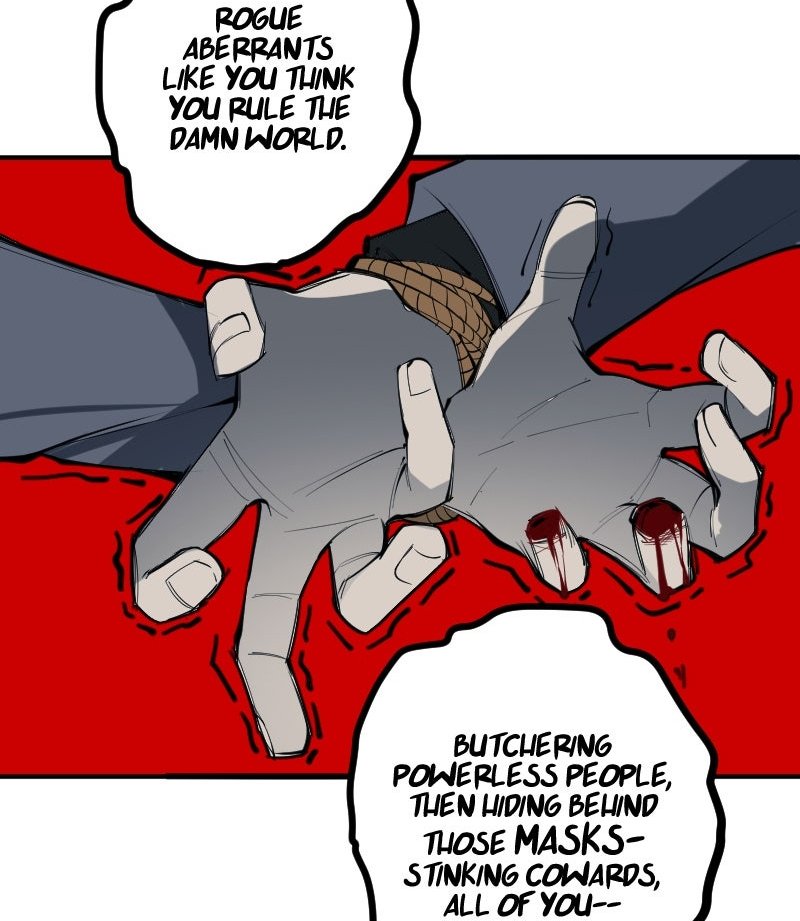 ROGUE
ABERRANTS
LIKE YOU THINK
YOU RULE THE
DAMN WORLD.
BUTCHERING
POWERLESS PEOPLE,
THEN HIDING BEHIND
THOSE MASKS-
STINKING COWARDS,
ALL OF YOU--